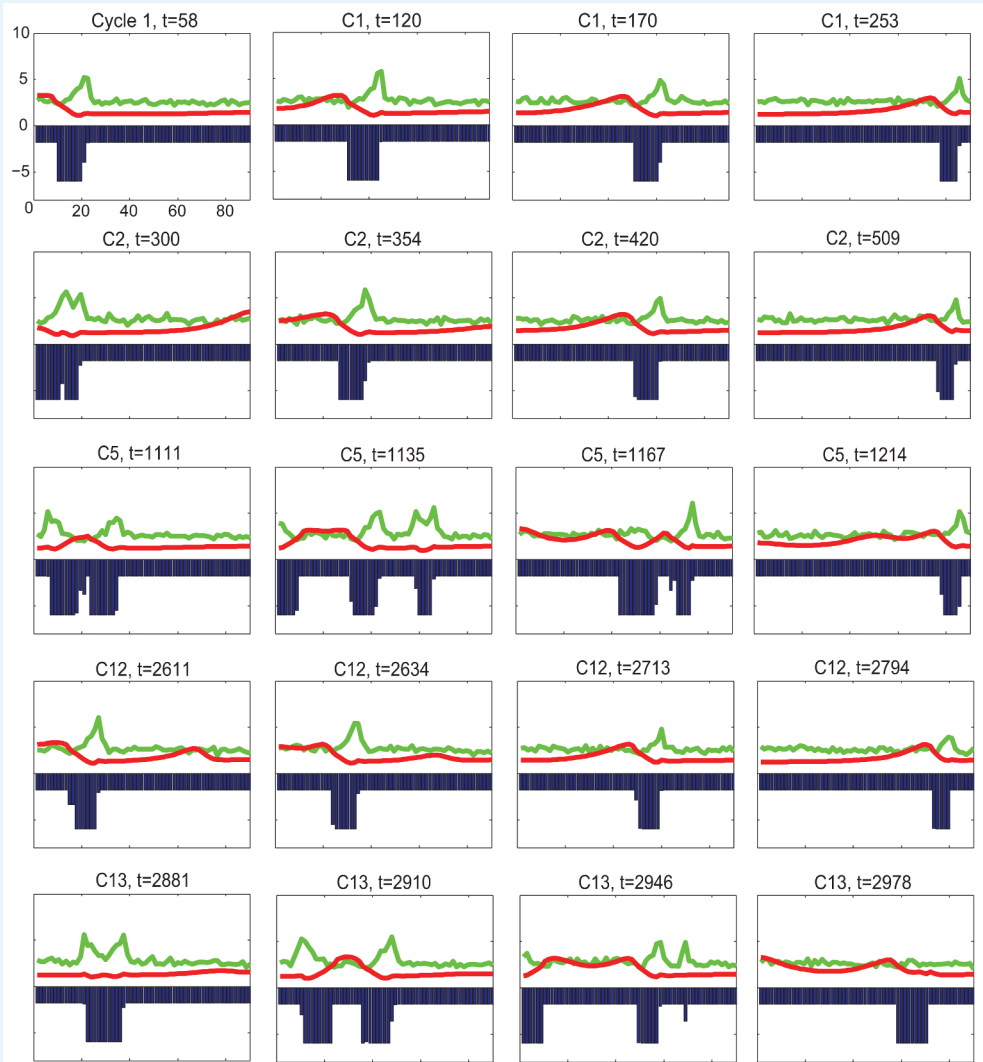 Cycle 1, t=58
C1, t=120
C1, t=170
C1, t=253
10
5
0
−5
0
20
40
60
80
C2, t=300
C2, t=354
C2, t=420
C2, t=509
C5, t=1111
C5, t=1135
C5, t=1167
C5, t=1214
C12, t=2611
C12, t=2634
C12, t=2713
C12, t=2794
C13, t=2881
C13, t=2910
C13, t=2946
C13, t=2978